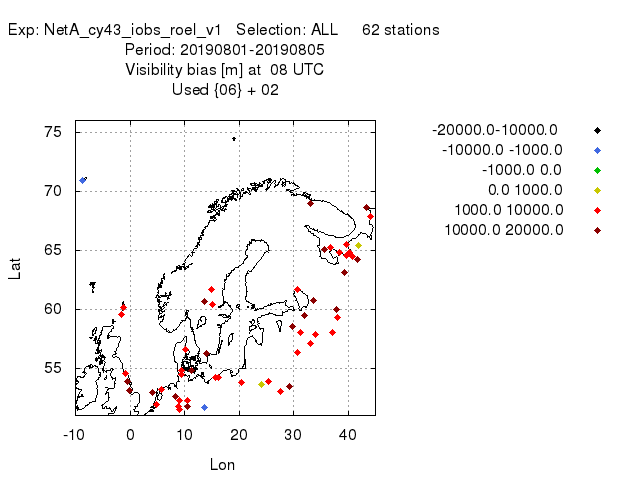 Exp: NetA_cy43_iobs_roel_v1 Selection: ALL 62 stations
Period: 20190801-20190805
Visibility bias [m] at 08 UTC
Used {06} + 02
-20000.0-10000.0
-10000.0 -1000.0
-1000.0 0.0
0.0 1000.0
1000.0 10000.0
10000.0 20000.0
75
70
65
60
55
Lat
-10 0 10 20 30 40
Lon